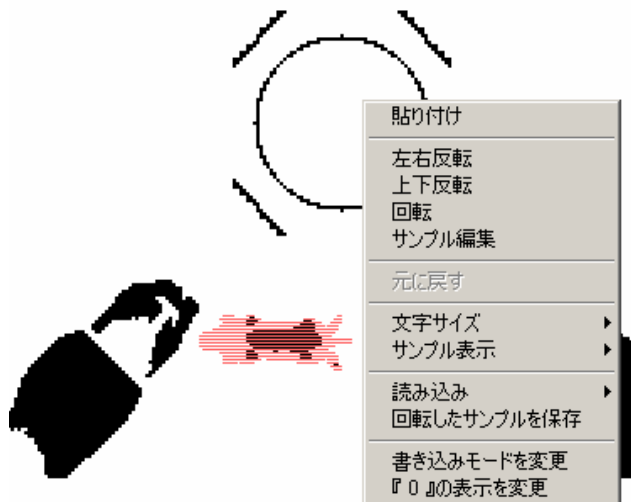 貼り付け
左右反転
上下反転
回転
サンプル編集
元に戻す
文字サイズ
サンプル表示
読み込み
回転したサンプルを保存
書き込みモードを変更
『0』の表示を変更